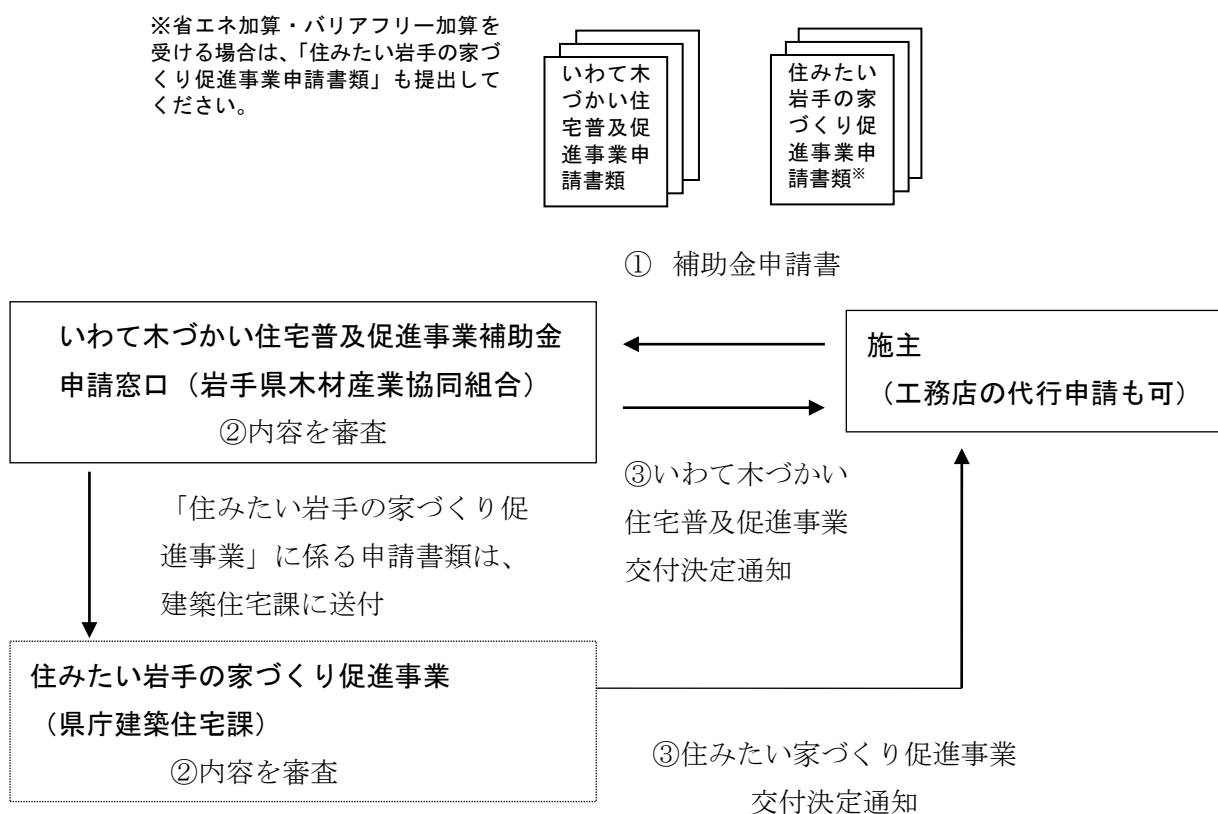 ※省エネ加算・バリアフリー加算を
受ける場合は、「住みたい岩手の家づ
くり促進事業申請書類」も提出して
ください。
いわて木
づかい住
宅普及促
進事業申
請書類
住みたい
岩手の家
づくり促
進事業申
請書類※
① 補助金申請書
いわて木づかい住宅普及促進事業補助金
申請窓口（岩手県木材産業協同組合）
②内容を審査
施主
（工務店の代行申請も可）
③いわて木づかい
住宅普及促進事業
交付決定通知
「住みたい岩手の家づくり促
進事業」に係る申請書類は、
建築住宅課に送付
住みたい岩手の家づくり促進事業
（県庁建築住宅課）
②内容を審査
③住みたい家づくり促進事業
交付決定通知